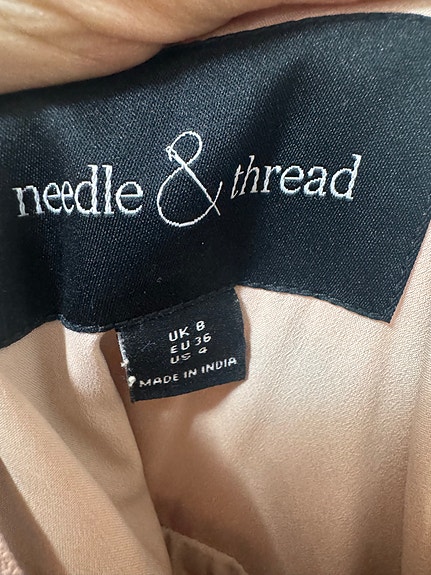 needle & thread
UK 8
EU 36
US 4
MADE IN INDIA